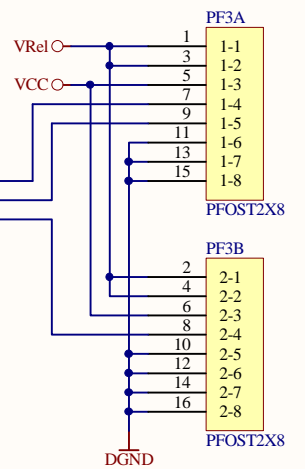 PF3A
VRel 1 1-1
3 1-2
VCC 5 1-3
7 1-4
9 1-5
11 1-6
13 1-7
15 1-8
PFOST2X8
PF3B
2 2-1
4 2-2
6 2-3
8 2-4
10 2-5
12 2-6
14 2-7
16 2-8
PFOST2X8
DGND